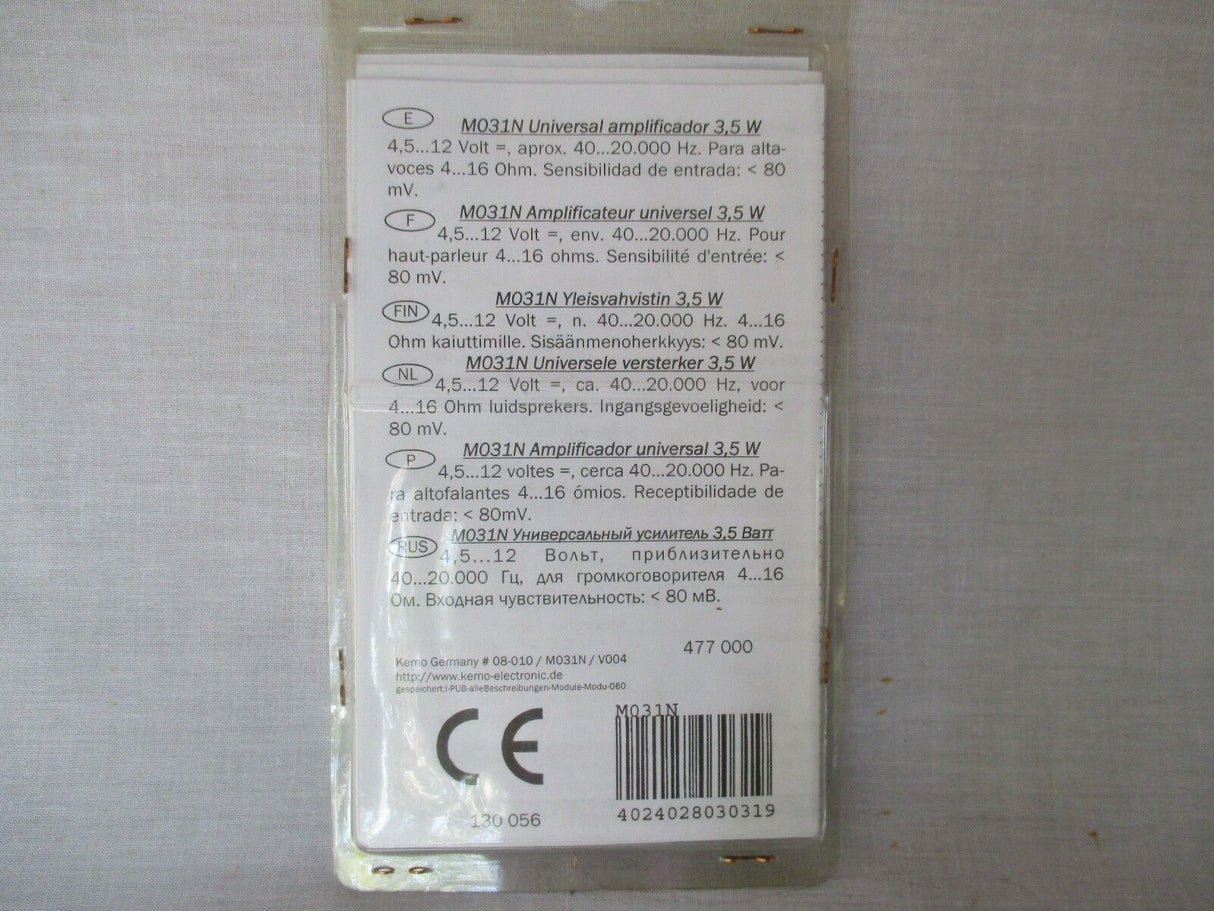 E
M031N Universal amplificador 3,5 W
4,5...12 Volt =, aprox. 40...20.000 Hz. Para alta-
voces 4...16 Ohm. Sensibilidad de entrada: < 80
mV.
F
M031N Amplificateur universel 3,5 W
4,5...12 Volt =, env. 40...20.000 Hz. Pour
haut-parleur 4...16 ohms. Sensibilité d'entrée: <
80 mV.
FIN
M031N Yleisvahvistin 3,5 W
4,5...12 Volt =, n. 40...20.000 Hz. 4...16
Ohm kaiuttimille. Sisäänmenoherkkyys: < 80 mV.
NL
M031N Universele versterker 3,5 W
4,5...12 Volt =, ca. 40...20.000 Hz, voor
4...16 Ohm luidsprekers. Ingangsgevoeligheid: <
80 mV.
P
M031N Amplificador universal 3,5 W
4,5...12 voltes =, cerca 40...20.000 Hz. Pa-
ra altofalantes 4...16 ómios. Receptibilidade de
entrada: < 80mV.
RUS
M031N Универсальный усилитель 3,5 Ватт
4,5...12 Вольт, приблизительно
40...20.000 Гц, для громкоговорителя 4...16
Ом. Входная чувствительность: < 80 мВ.
477 000
Kemo Germany # 08-010 / M031N / V004
http://www.kemo-electronic.de
gespeichert:I-PUB-alleBeschreibungen-Module-Modu-060
CE
M031N
4024028030319
130 056